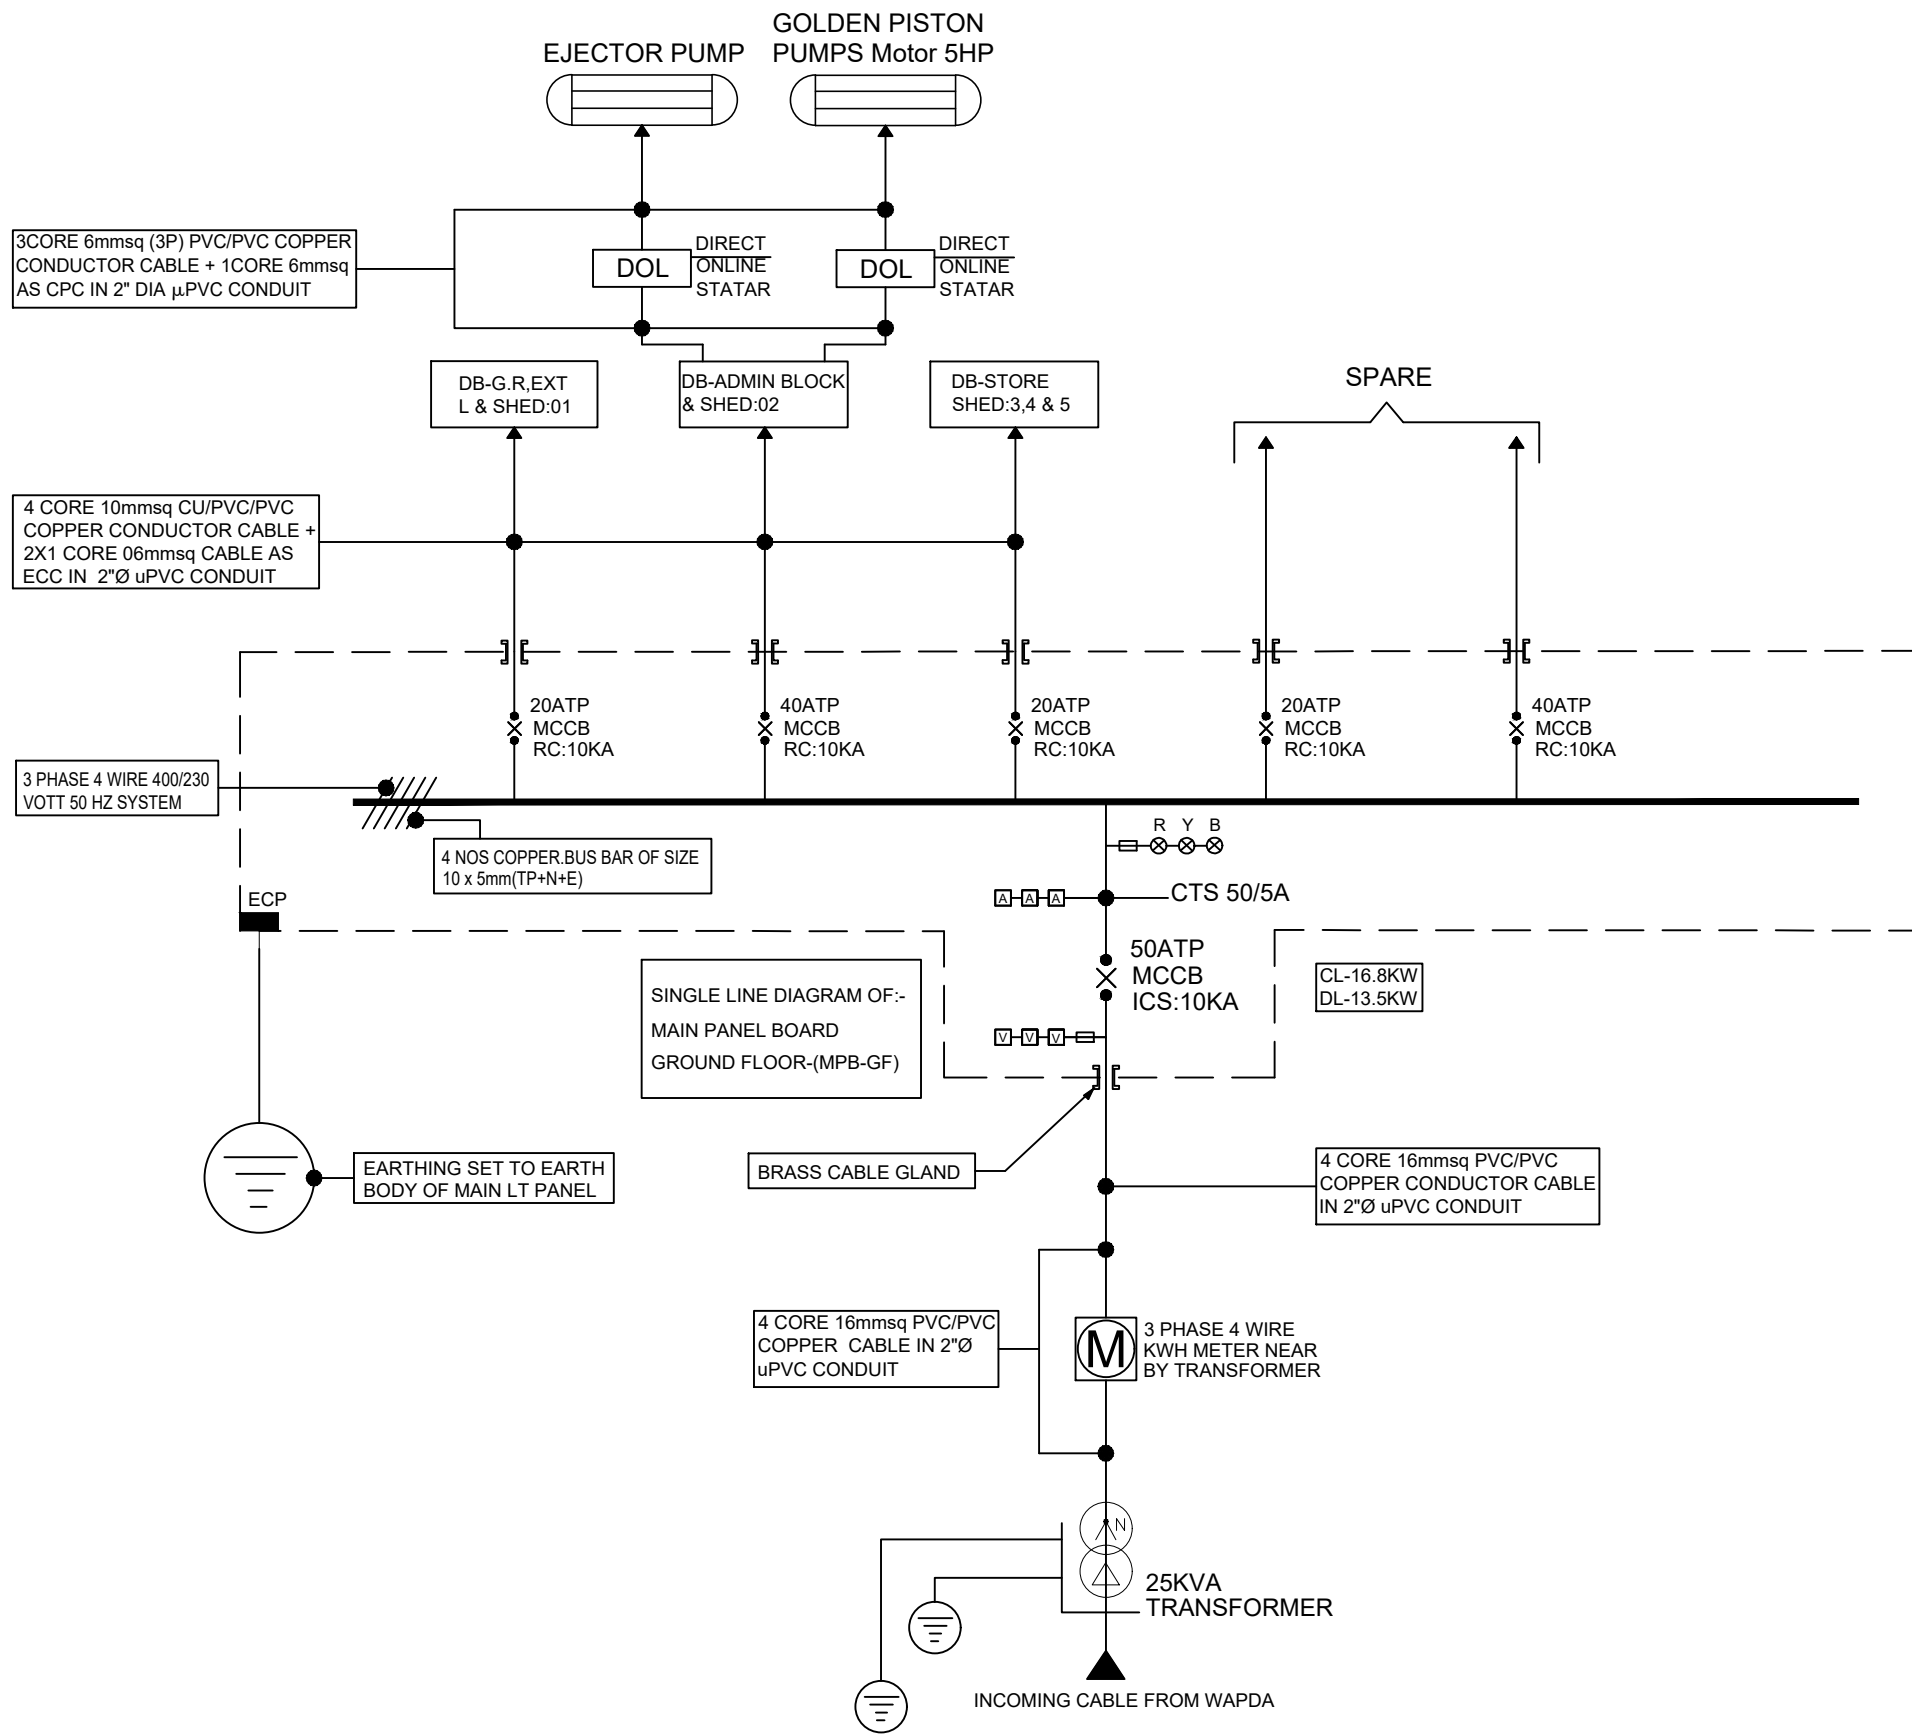 GOLDEN PISTON
PUMPS Motor 5HP
EJECTOR PUMP
3CORE 6mmsq (3P) PVC/PVC COPPER
CONDUCTOR CABLE + 1CORE 6mmsq
AS CPC IN 2" DIA µPVC CONDUIT
DOL
DIRECT
ONLINE
STATAR
DOL
DIRECT
ONLINE
STATAR
DB-G.R,EXT
L & SHED:01
DB-ADMIN BLOCK
& SHED:02
DB-STORE
SHED:3,4 & 5
SPARE
4 CORE 10mmsq CU/PVC/PVC
COPPER CONDUCTOR CABLE +
2X1 CORE 06mmsq CABLE AS
ECC IN 2"Ø uPVC CONDUIT
20ATP
MCCB
RC:10KA
40ATP
MCCB
RC:10KA
20ATP
MCCB
RC:10KA
20ATP
MCCB
RC:10KA
40ATP
MCCB
RC:10KA
3 PHASE 4 WIRE 400/230
VOTT 50 HZ SYSTEM
4 NOS COPPER.BUS BAR OF SIZE
10 x 5mm(TP+N+E)
R Y B
A A A
CTS 50/5A
ECP
50ATP
MCCB
ICS:10KA
CL-16.8KW
DL-13.5KW
SINGLE LINE DIAGRAM OF:-
MAIN PANEL BOARD
GROUND FLOOR-(MPB-GF)
V V V
EARTHING SET TO EARTH
BODY OF MAIN LT PANEL
BRASS CABLE GLAND
4 CORE 16mmsq PVC/PVC
COPPER CONDUCTOR CABLE
IN 2"Ø uPVC CONDUIT
4 CORE 16mmsq PVC/PVC
COPPER CABLE IN 2"Ø
uPVC CONDUIT
M
3 PHASE 4 WIRE
KWH METER NEAR
BY TRANSFORMER
N
25KVA
TRANSFORMER
INCOMING CABLE FROM WAPDA